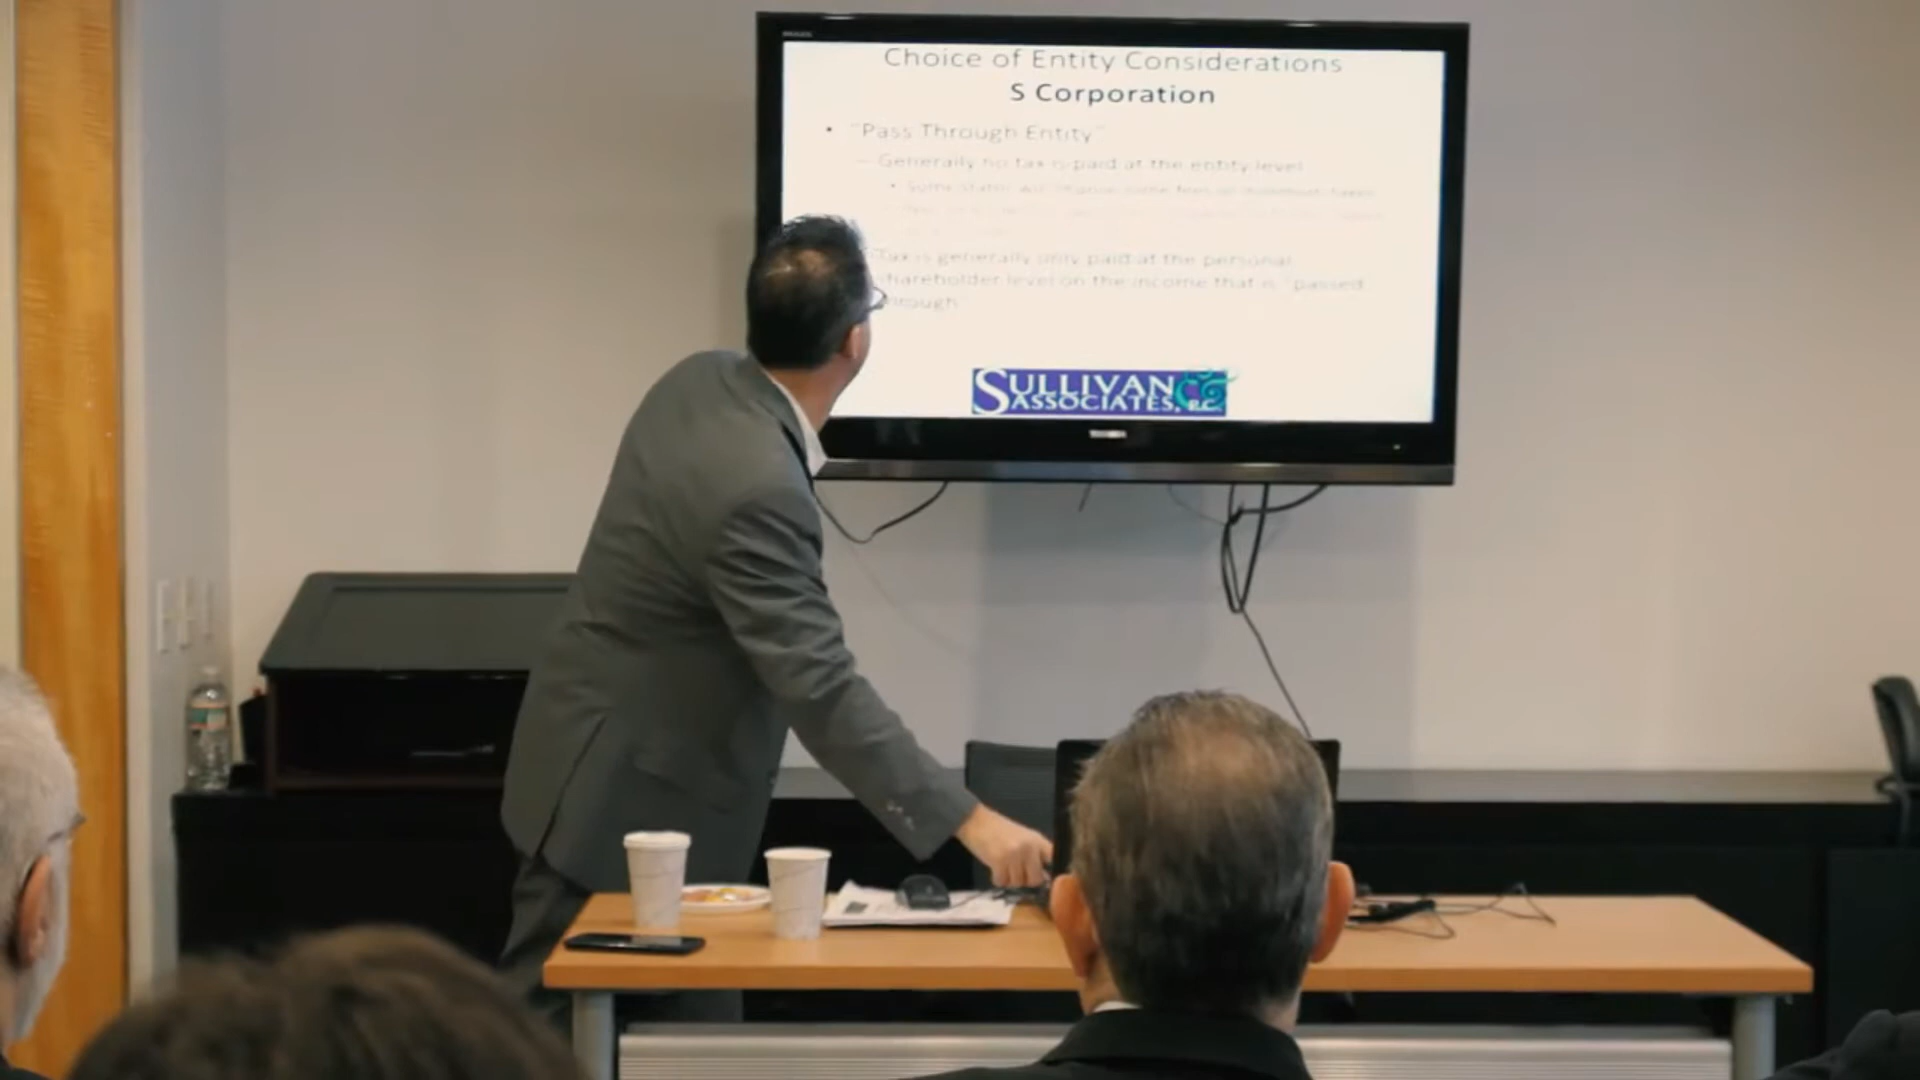 Choice of Entity Considerations
S Corporation
• "Pass Through Entity"
– Generally no tax is paid at the entity level
Tax is generally only paid at the personal
shareholder level on the income that is "passed
through"
SULLIVAN &
ASSOCIATES, P.C.